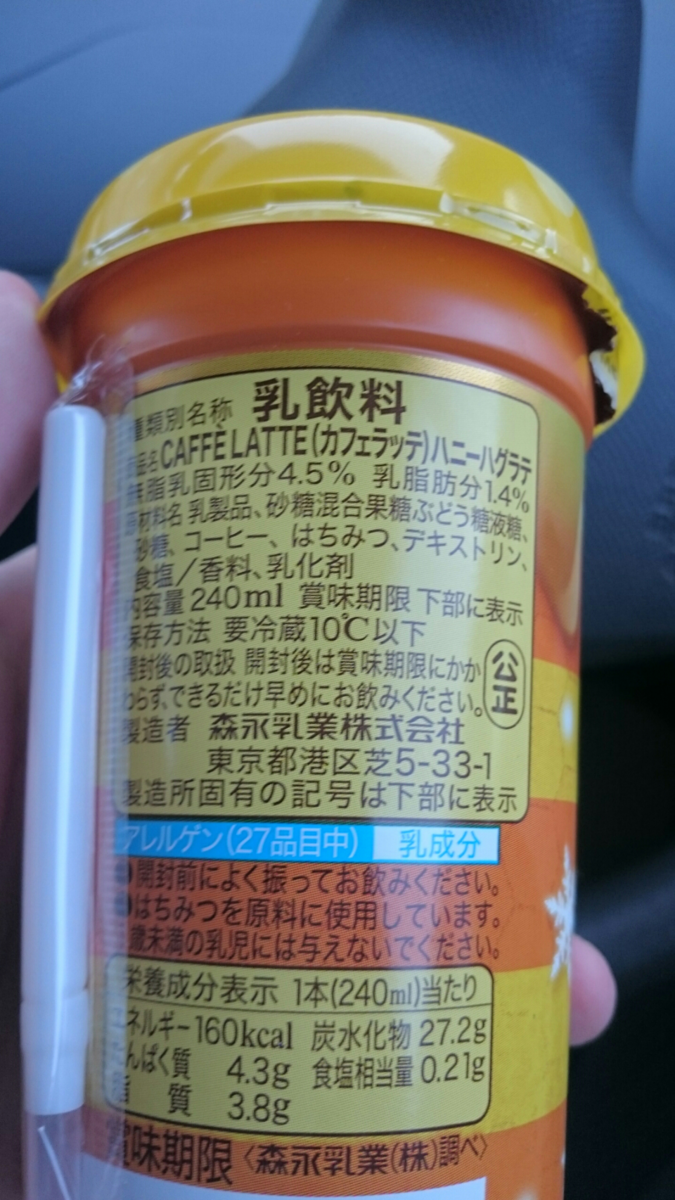 種類別名称 乳飲料
品名 CAFFÈ LATTE(カフェラッテ)ハニーハグラテ
無脂乳固形分4.5% 乳脂肪分1.4%
原材料名 乳製品、砂糖混合果糖ぶどう糖液糖、
砂糖、コーヒー、はちみつ、デキストリン、
食塩/香料、乳化剤
内容量 240ml 賞味期限 下部に表示
保存方法 要冷蔵10℃以下
開封後の取扱 開封後は賞味期限にかか
わらず、できるだけ早めにお飲みください。
公正
製造者 森永乳業株式会社
東京都港区芝5-33-1
製造所固有の記号は下部に表示
アレルゲン(27品目中) 乳成分
●開封前によく振ってお飲みください。
●はちみつを原料に使用しています。
歳未満の乳児には与えないでください。
栄養成分表示 1本(240ml)当たり
エネルギー 160kcal 炭水化物 27.2g
たんぱく質 4.3g 食塩相当量 0.21g
脂質 3.8g
賞味期限 〈森永乳業(株)調べ〉